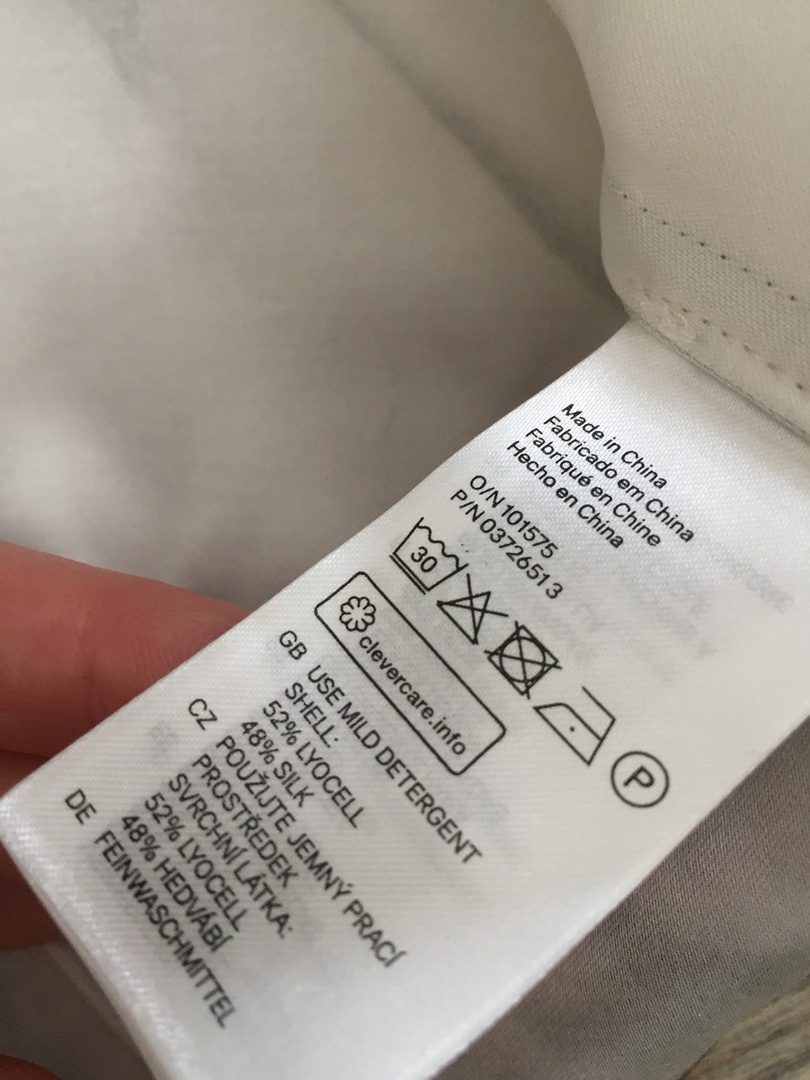 Made in China
Fabricado em China
Fabriqué en Chine
Hecho en China
O/N 101575
P/N 03726513
30
P
clevercare.info
GB USE MILD DETERGENT
SHELL:
52% LYOCELL
48% SILK
CZ POUŽIJTE JEMNÝ PRACÍ
PROSTŘEDEK
SVRCHNÍ LÁTKA:
52% LYOCELL
48% HEDVÁBÍ
DE FEINWASCHMITTEL